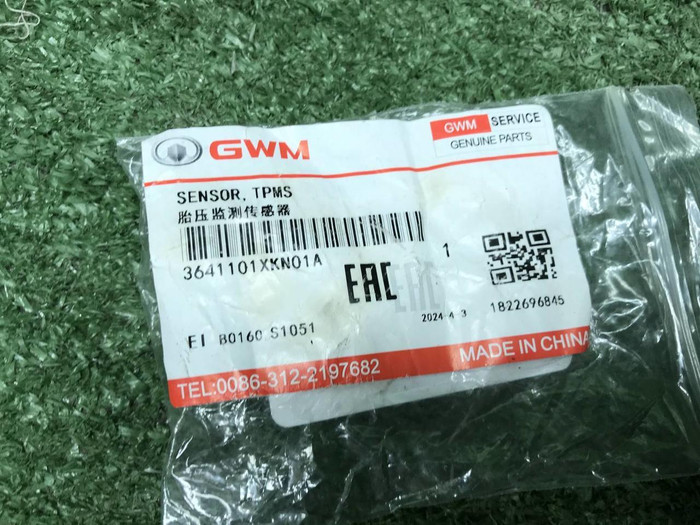 GWM
GWM SERVICE
GENUINE PARTS
SENSOR, TPMS
胎压监测传感器
3641101XKN01A
1
EAC
2024-4-3
1822696845
FI B0160 S1051
TEL:0086-312-2197682
MADE IN CHINA